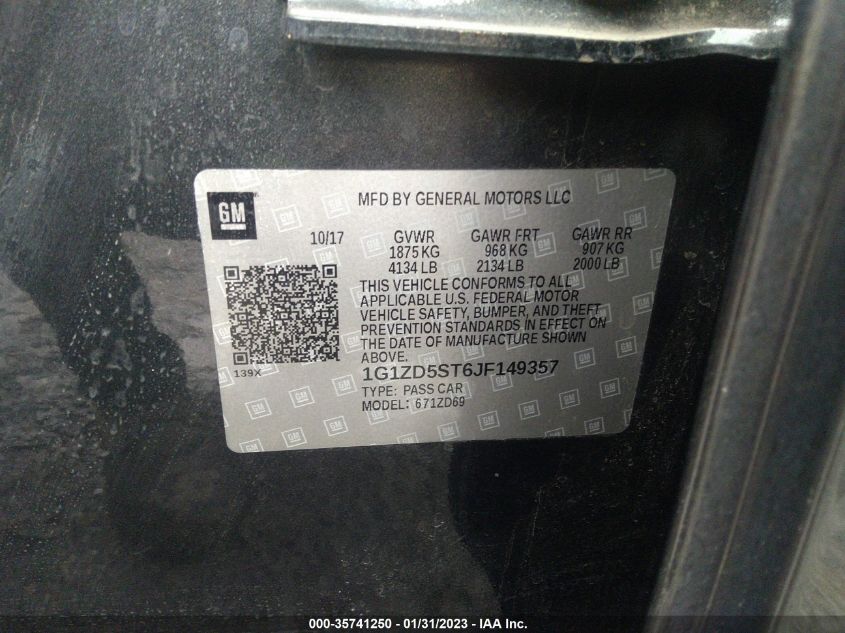 GM
MFD BY GENERAL MOTORS LLC
10/17 GVWR GAWR FRT GAWR RR
1875 KG 968 KG 907 KG
4134 LB 2134 LB 2000 LB
THIS VEHICLE CONFORMS TO ALL
APPLICABLE U.S. FEDERAL MOTOR
VEHICLE SAFETY, BUMPER, AND THEFT
PREVENTION STANDARDS IN EFFECT ON
THE DATE OF MANUFACTURE SHOWN
ABOVE.
139X
1G1ZD5ST6JF149357
TYPE: PASS CAR
MODEL: 671ZD69
000-35741250 / 01/31/2023 - IAA Inc.